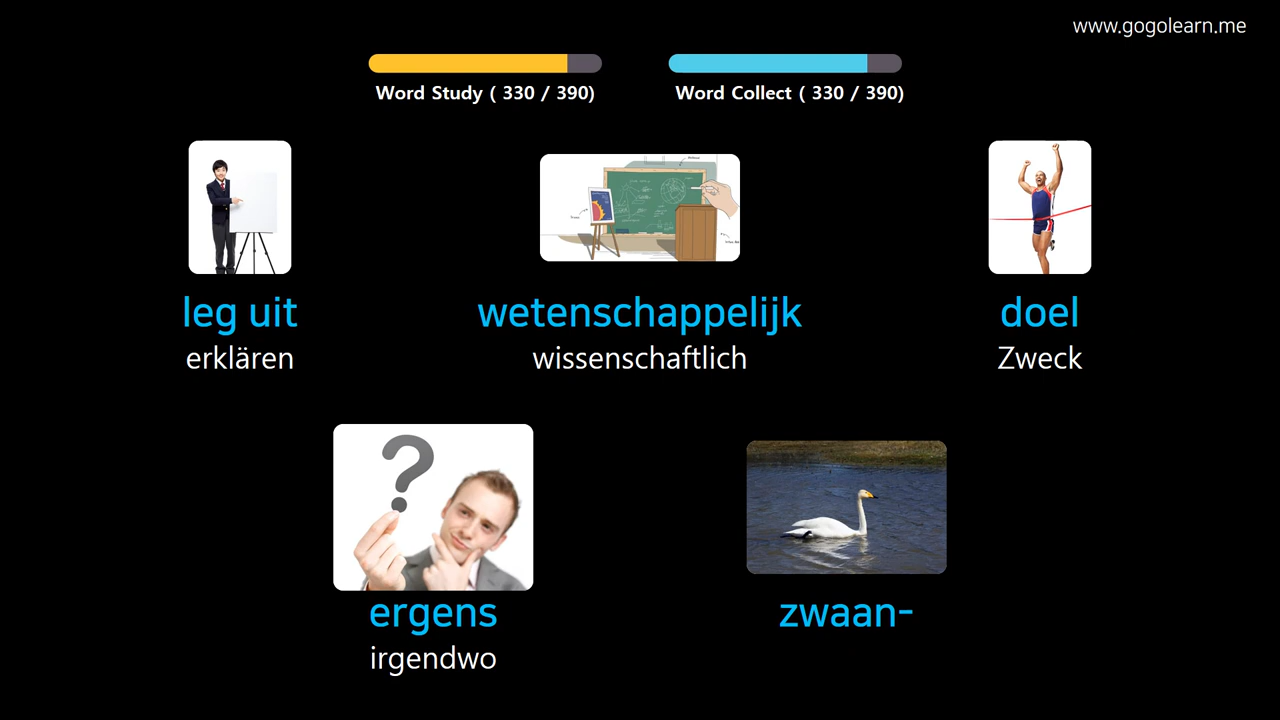 www.gogolearn.me
Word Study ( 330 / 390)
Word Collect ( 330 / 390)
leg uit
erklären
wetenschappelijk
wissenschaftlich
doel
Zweck
ergens
irgendwo
zwaan-